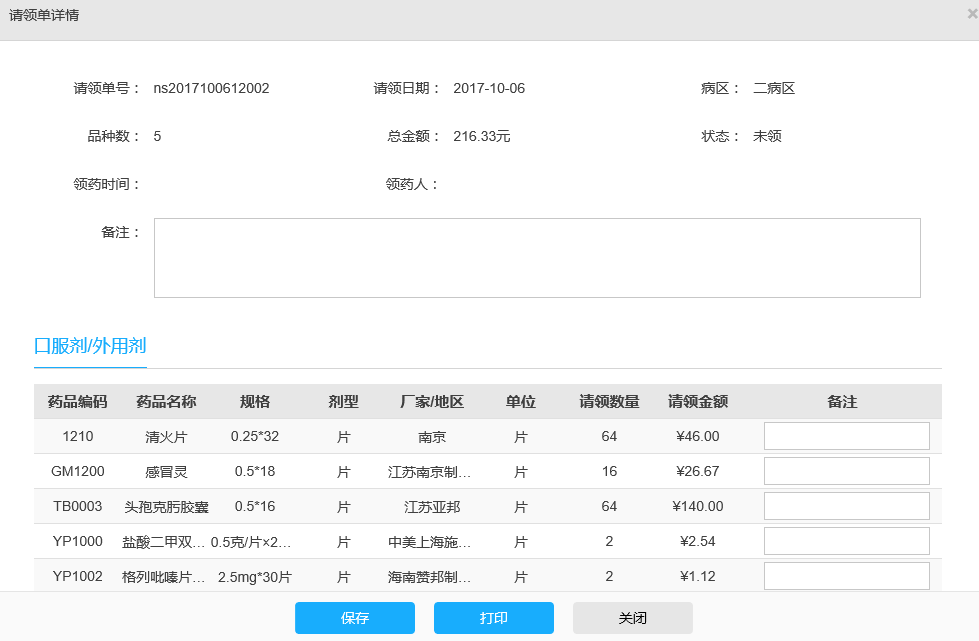 请领单详情 ×
请领单号： ns2017100612002 请领日期： 2017-10-06 病区： 二病区
品种数： 5 总金额： 216.33元 状态： 未领
领药时间： 领药人：
备注：
口服剂/外用剂
药品编码 药品名称 规格 剂型 厂家/地区 单位 请领数量 请领金额 备注
1210 清火片 0.25*32 片 南京 片 64 ¥46.00
GM1200 感冒灵 0.5*18 片 江苏南京制... 片 16 ¥26.67
TB0003 头孢克肟胶囊 0.5*16 片 江苏亚邦 片 64 ¥140.00
YP1000 盐酸二甲双... 0.5克/片×2... 片 中美上海施... 片 2 ¥2.54
YP1002 格列吡嗪片... 2.5mg*30片 片 海南赞邦制... 片 2 ¥1.12
保存 打印 关闭